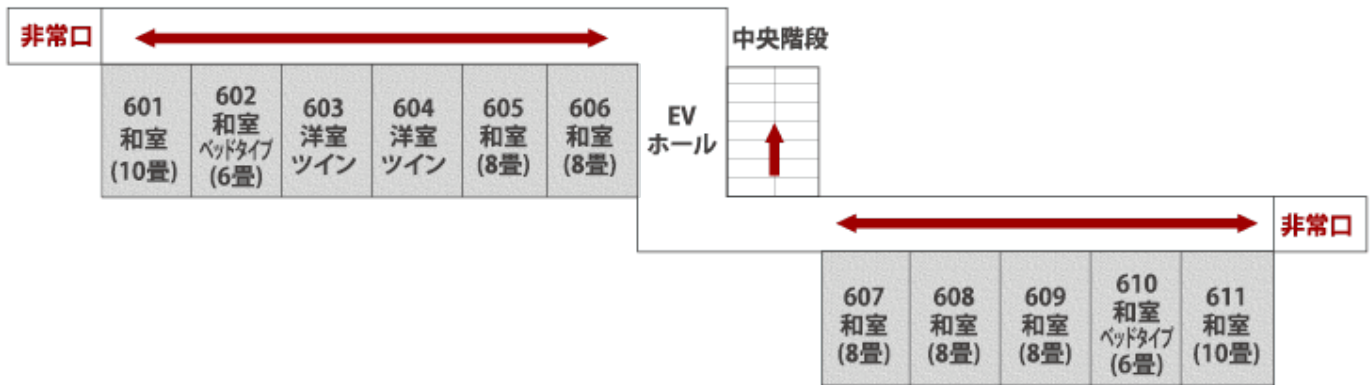 非常口
中央階段
601
和室
(10畳)
602
和室
ベッドタイプ
(6畳)
603
洋室
ツイン
604
洋室
ツイン
605
和室
(8畳)
606
和室
(8畳)
EV
ホール
非常口
607
和室
(8畳)
608
和室
(8畳)
609
和室
(8畳)
610
和室
ベッドタイプ
(6畳)
611
和室
(10畳)